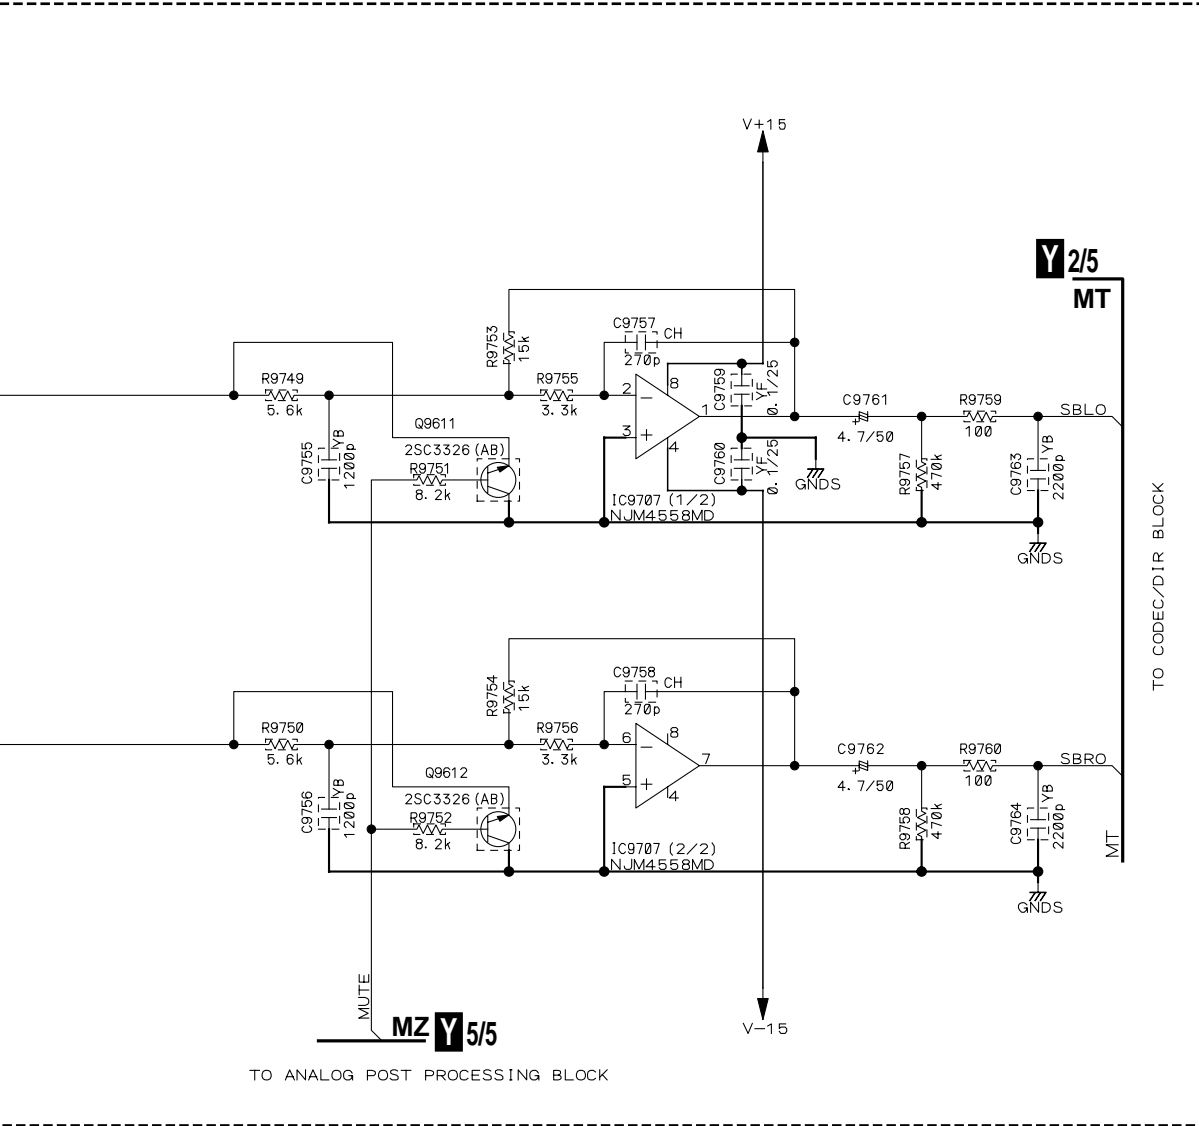 V+15
Y 2/5
MT
C9757
CH
270p
R9753
15k
R9749
5.6k
R9755
3.3k
2
3
8
4
1
C9759
YF
0.1/25
C9760
YF
0.1/25
GNDS
C9761
4.7/50
+
R9759
100
SBLO
Q9611
2SC3326(AB)
R9751
8.2k
C9755
YB
1200p
IC9707(1/2)
NJM4558MD
R9757
470k
C9763
YB
2200p
GNDS
TO CODEC/DIR BLOCK
C9758
CH
270p
R9754
15k
R9750
5.6k
R9756
3.3k
6
5
8
4
7
C9762
4.7/50
+
R9760
100
SBRO
Q9612
2SC3326(AB)
R9752
8.2k
C9756
YB
1200p
IC9707(2/2)
NJM4558MD
R9758
470k
C9764
YB
2200p
MT
GNDS
MUTE
MZ Y 5/5
V-15
TO ANALOG POST PROCESSING BLOCK